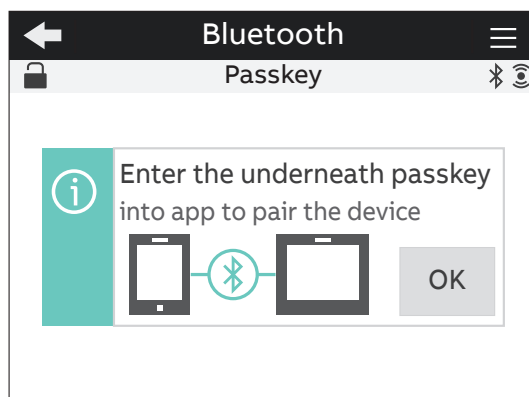 Bluetooth
Passkey
Enter the underneath passkey
into app to pair the device
OK